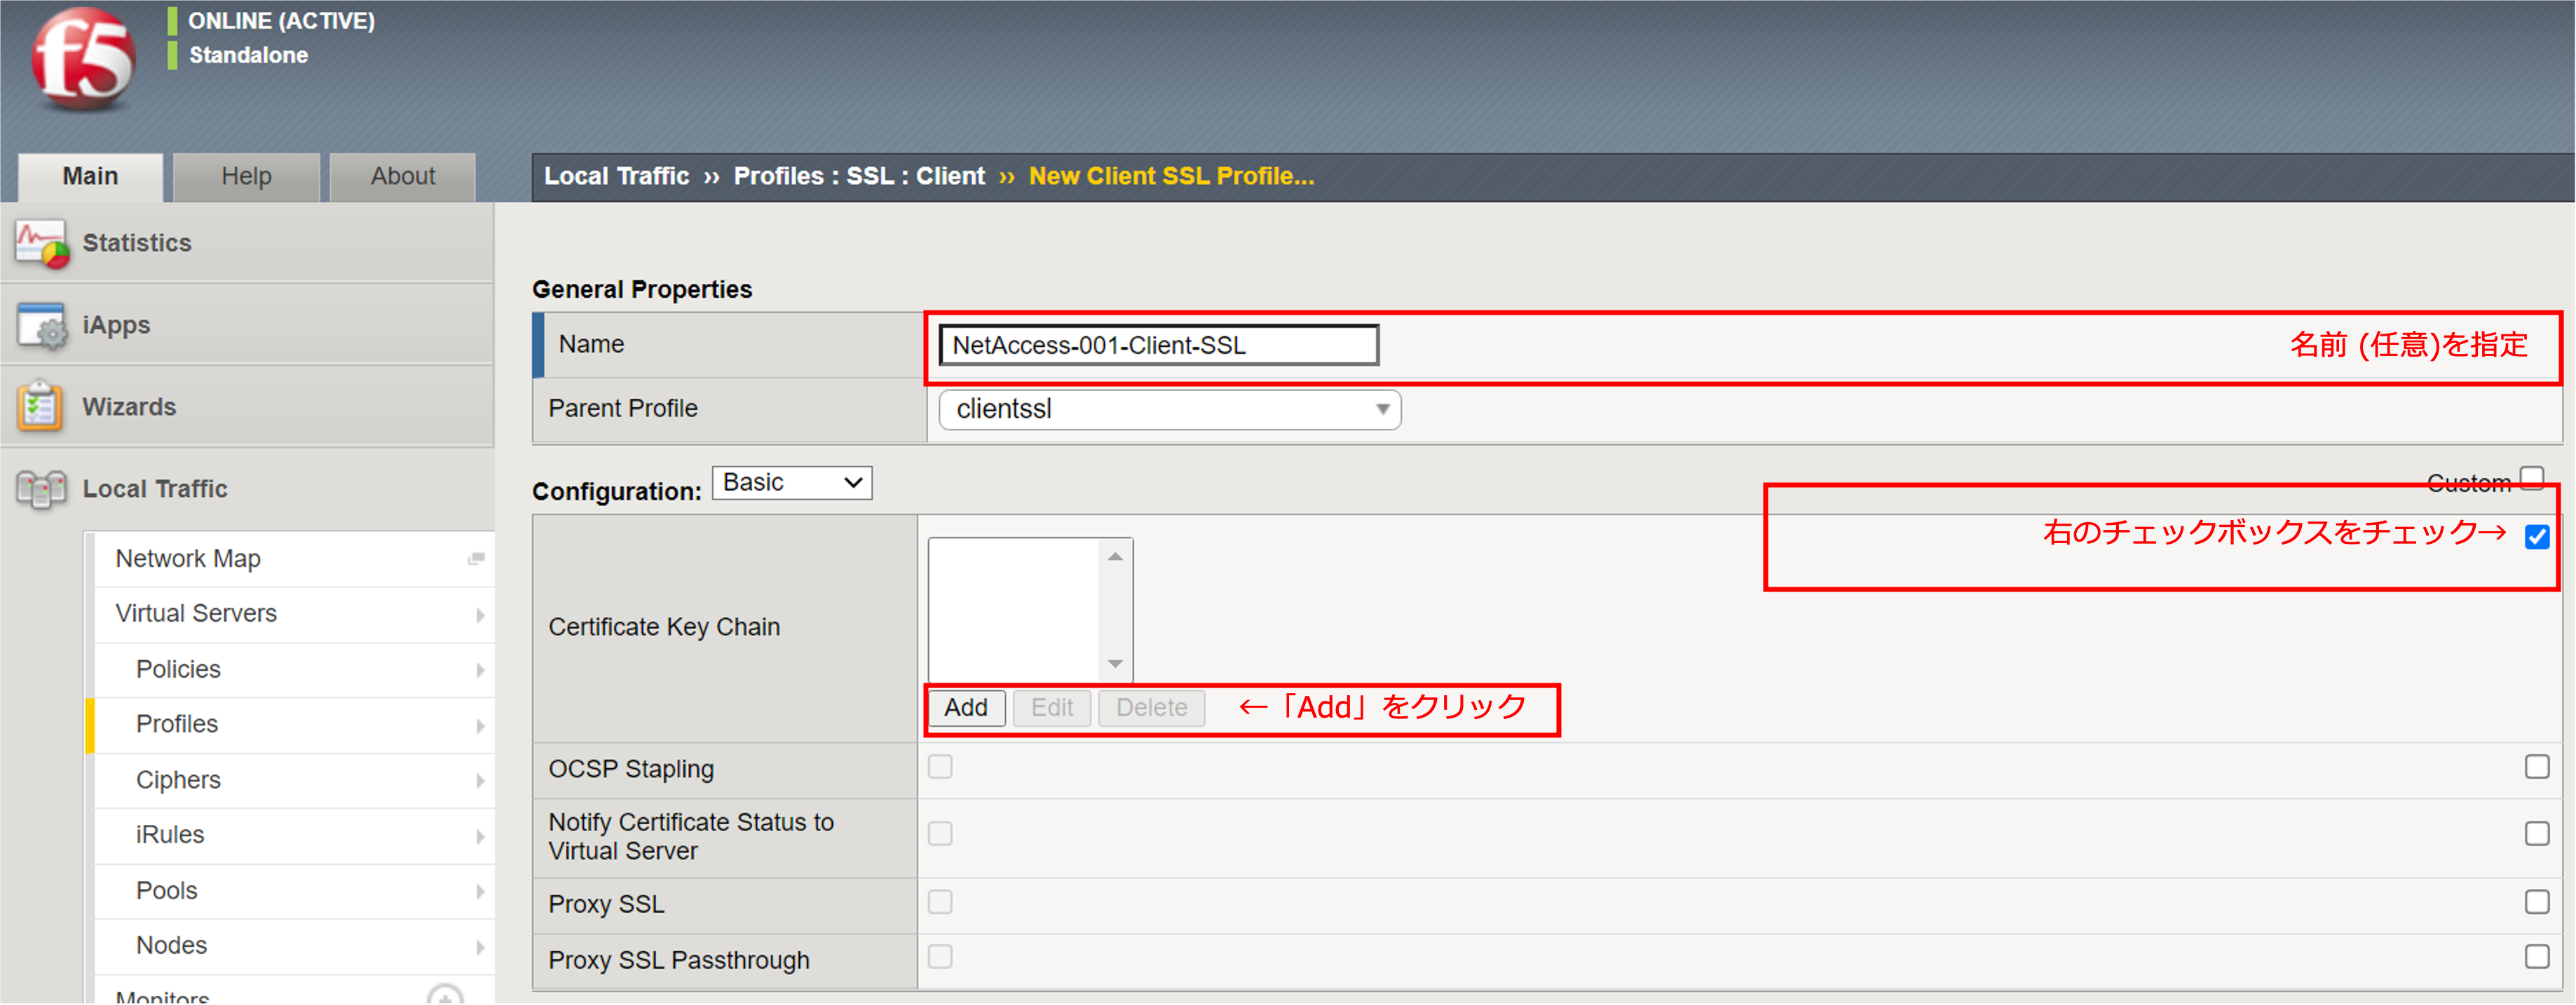 f5
ONLINE (ACTIVE)
Standalone
Main
Help
About
Local Traffic ›› Profiles : SSL : Client ›› New Client SSL Profile...
Statistics
iApps
Wizards
Local Traffic
Network Map
Virtual Servers
Policies
Profiles
Ciphers
iRules
Pools
Nodes
Monitors
General Properties
Name
NetAccess-001-Client-SSL
名前 (任意)を指定
Parent Profile
clientssl
Configuration: Basic
Custom
右のチェックボックスをチェック→
Certificate Key Chain
Add Edit Delete ←「Add」をクリック
OCSP Stapling
Notify Certificate Status to
Virtual Server
Proxy SSL
Proxy SSL Passthrough